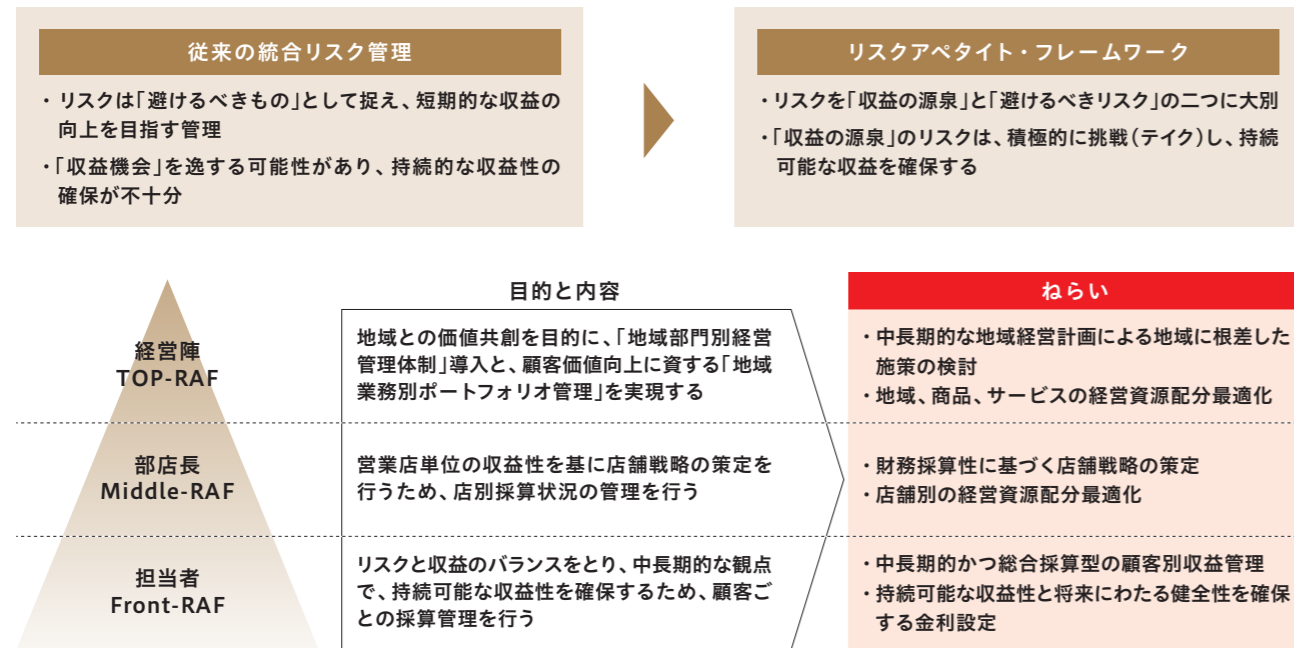 従来の統合リスク管理
・リスクは「避けるべきもの」として捉え、短期的な収益の
向上を目指す管理
・「収益機会」を逸する可能性があり、持続的な収益性の
確保が不十分
リスクアペタイト・フレームワーク
・リスクを「収益の源泉」と「避けるべきリスク」の二つに大別
・「収益の源泉」のリスクは、積極的に挑戦（テイク）し、持続
可能な収益を確保する
目的と内容
ねらい
経営陣
TOP-RAF
地域との価値共創を目的に、「地域部門別経営
管理体制」導入と、顧客価値向上に資する「地域
業務別ポートフォリオ管理」を実現する
・中長期的な地域経営計画による地域に根差した
施策の検討
・地域、商品、サービスの経営資源配分最適化
部店長
Middle-RAF
営業店単位の収益性を基に店舗戦略の策定を
行うため、店別採算状況の管理を行う
・財務採算性に基づく店舗戦略の策定
・店舗別の経営資源配分最適化
担当者
Front-RAF
リスクと収益のバランスをとり、中長期的な観点
で、持続可能な収益性を確保するため、顧客ご
との採算管理を行う
・中長期的かつ総合採算型の顧客別収益管理
・持続可能な収益性と将来にわたる健全性を確保
する金利設定